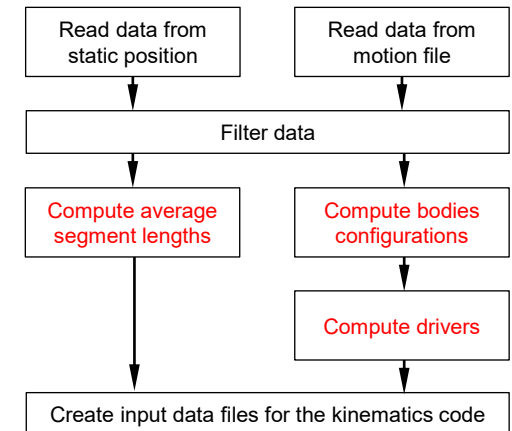 Read data from
static position
Read data from
motion file
Filter data
Compute average
segment lengths
Compute bodies
configurations
Compute drivers
Create input data files for the kinematics code